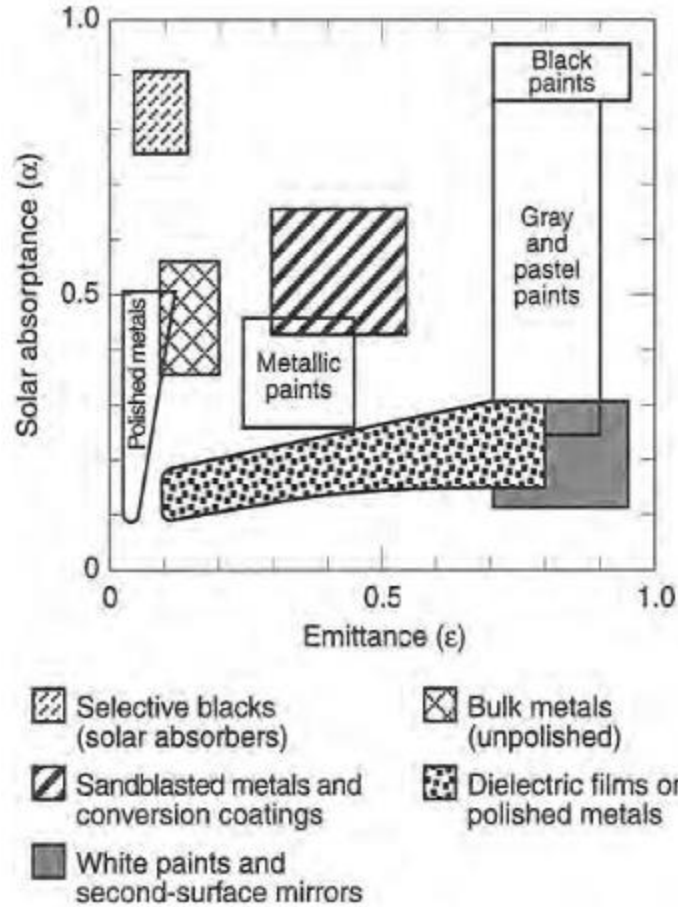 1.0
Black
paints
Solar absorptance (α)
Gray
and
pastel
paints
0.5
Polished metals
Metallic
paints
0
0
0.5
1.0
Emittance (ε)
Selective blacks
(solar absorbers)
Bulk metals
(unpolished)
Sandblasted metals and
conversion coatings
Dielectric films or
polished metals
White paints and
second-surface mirrors